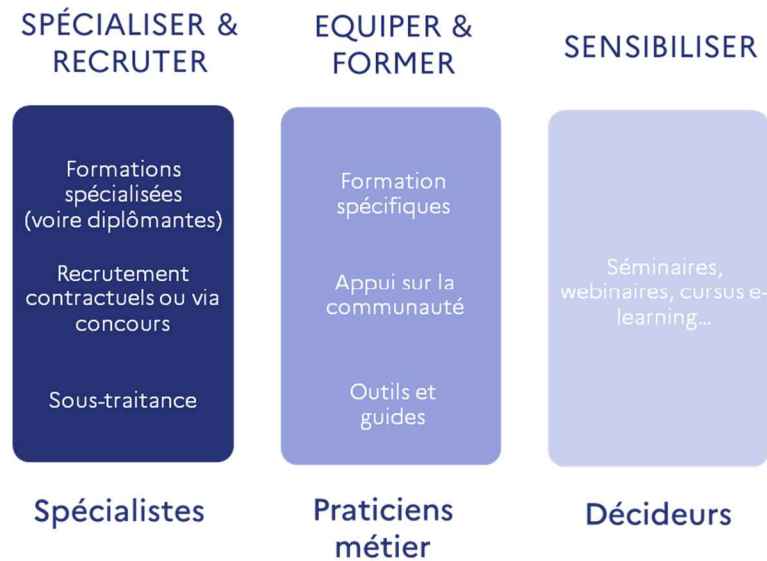 SPÉCIALISER &
RECRUTER
Formations
spécialisées
(voire diplômantes)
Recrutement
contractuels ou via
concours
Sous-traitance
Spécialistes
EQUIPER &
FORMER
Formation
spécifiques
Appui sur la
communauté
Outils et
guides
Praticiens
métier
SENSIBILISER
Séminaires,
webinaires, cursus e-
learning…
Décideurs